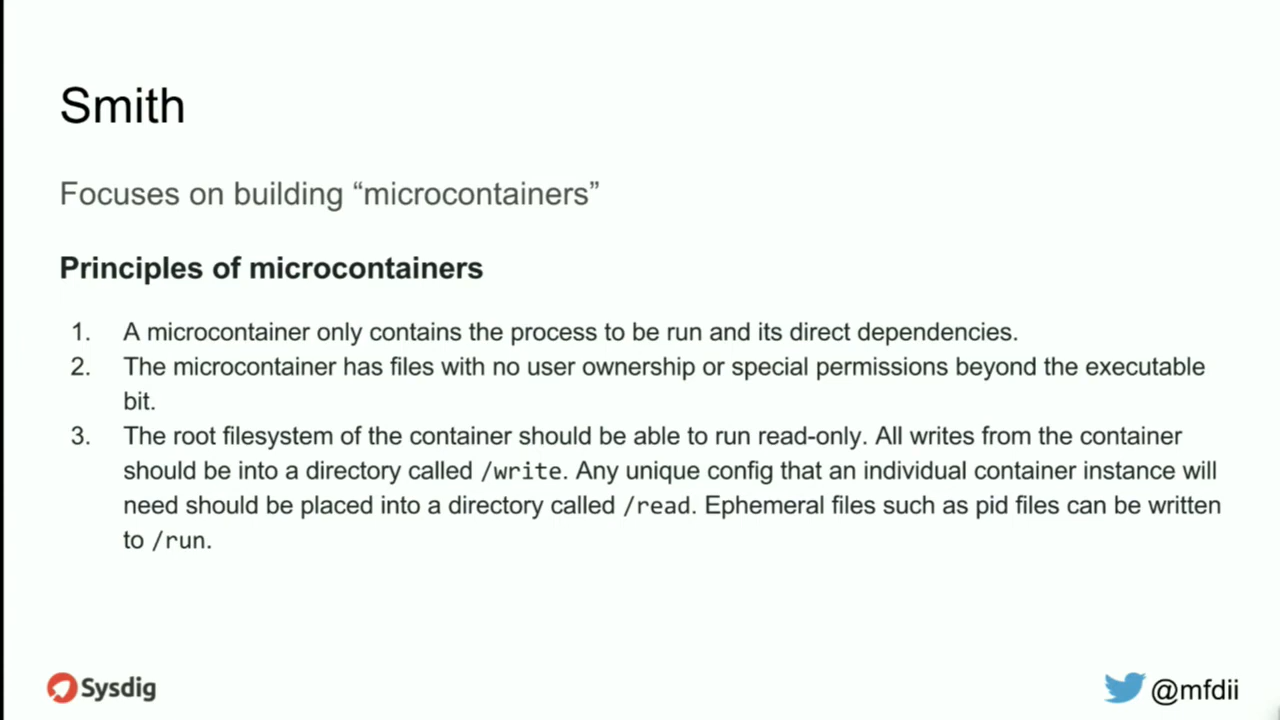 Smith
Focuses on building “microcontainers”
Principles of microcontainers
1. A microcontainer only contains the process to be run and its direct dependencies.
2. The microcontainer has files with no user ownership or special permissions beyond the executable
bit.
3. The root filesystem of the container should be able to run read-only. All writes from the container
should be into a directory called /write. Any unique config that an individual container instance will
need should be placed into a directory called /read. Ephemeral files such as pid files can be written
to /run.
Sysdig
@mfdii